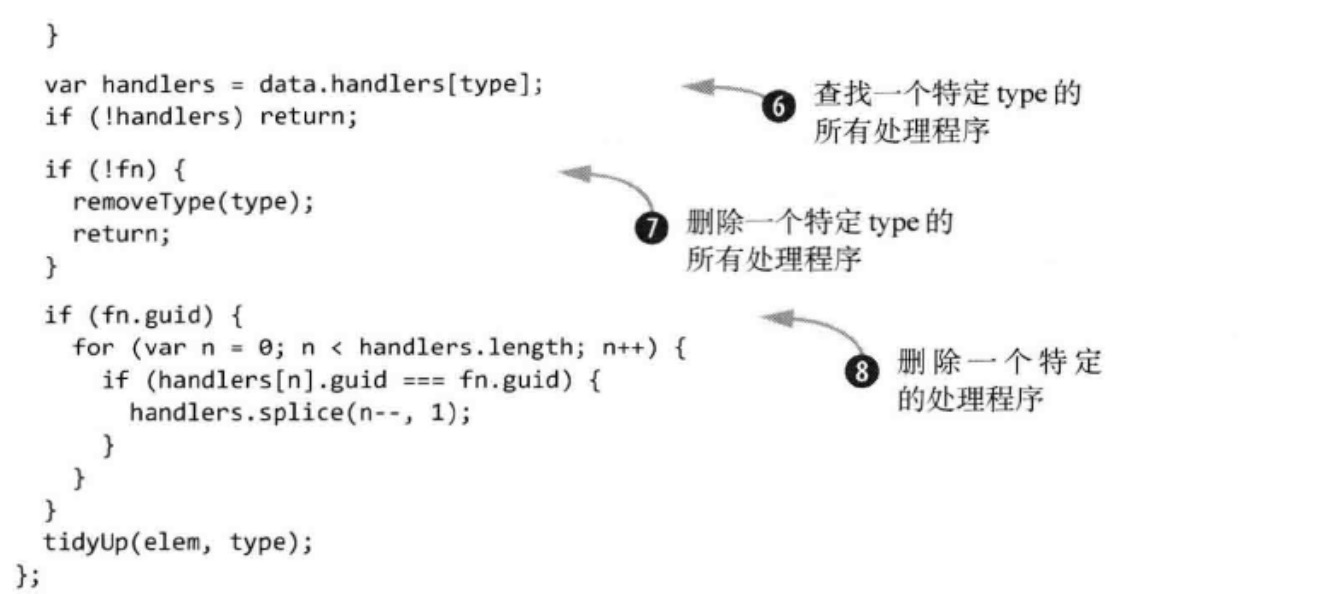 }
var handlers = data.handlers[type];
if (!handlers) return;
❻ 查找一个特定 type 的
所有处理程序
if (!fn) {
removeType(type);
return;
}
❼ 删除一个特定 type 的
所有处理程序
if (fn.guid) {
for (var n = 0; n < handlers.length; n++) {
if (handlers[n].guid === fn.guid) {
handlers.splice(n--, 1);
}
}
}
❽ 删除一个特定
的处理程序
tidyUp(elem, type);
};